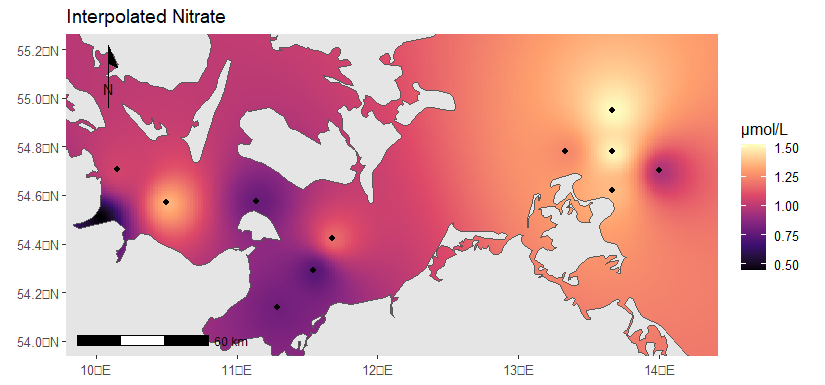 Interpolated Nitrate
55.2□N
55.0□N
54.8□N
54.6□N
54.4□N
54.2□N
54.0□N
N
60 km
10□E
11□E
12□E
13□E
14□E
μmol/L
1.50
1.25
1.00
0.75
0.50